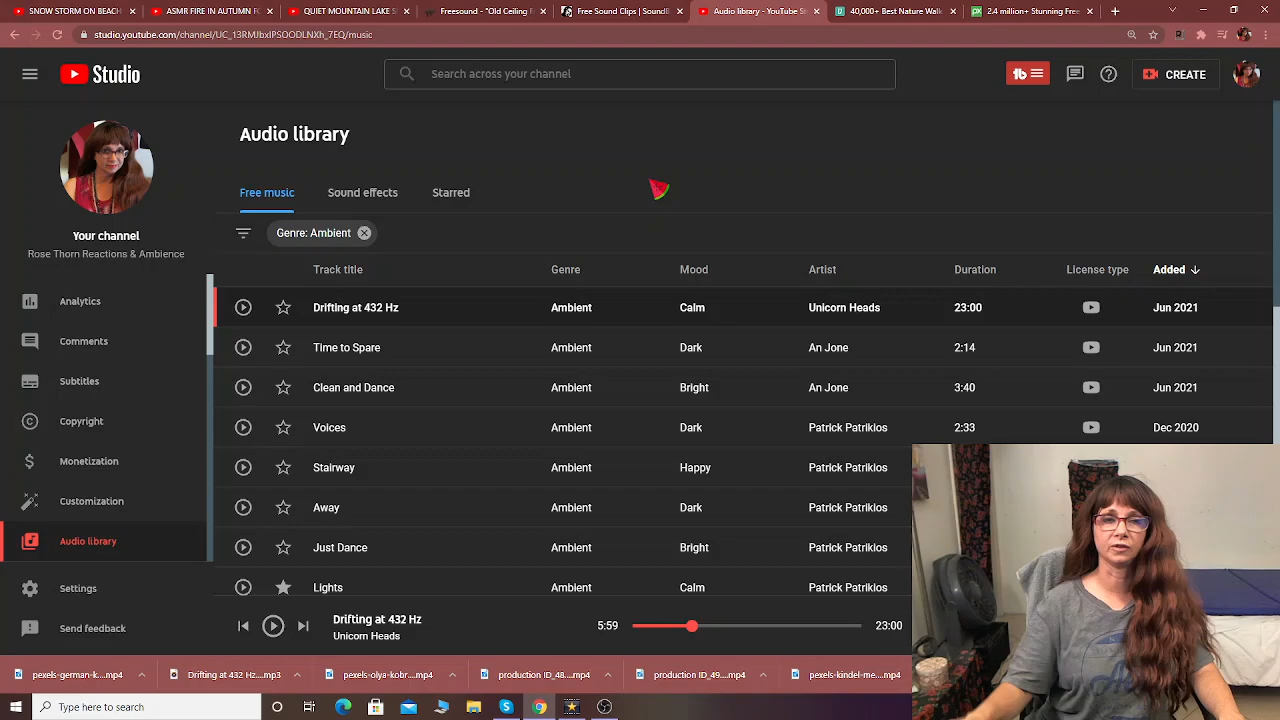 SNOW STORM ON BEACH
ASMR FIRE IN AUTUMN FO
QUIET MOUNTAIN LAKE S
Freesound - "Old Ceiling F
Free Sound Clips | SoundB
Audio library - YouTube St
40,000+ Best Nature Walk
2.4 million+ Stunning Free
Studio
Search across your channel
CREATE
Audio library
Free music
Sound effects
Starred
Your channel
Rose Thorn Reactions & Ambience
Genre: Ambient
Track title Genre Mood Artist Duration License type Added
Analytics
Comments
Subtitles
Copyright
Monetization
Customization
Audio library
Settings
Send feedback
Drifting at 432 Hz Ambient Calm Unicorn Heads 23:00 Jun 2021
Time to Spare Ambient Dark An Jone 2:14 Jun 2021
Clean and Dance Ambient Bright An Jone 3:40 Jun 2021
Voices Ambient Dark Patrick Patrikios 2:33 Dec 2020
Stairway Ambient Happy Patrick Patrikios
Away Ambient Dark Patrick Patrikios
Just Dance Ambient Bright Patrick Patrikios
Lights Ambient Calm Patrick Patrikios
Drifting at 432 Hz
Unicorn Heads
5:59
23:00
pexels-german-k....mp4
Drifting at 432 Hz....mp3
pexels-olya-kobr....mp4
production ID_48....mp4
production ID_49....mp4
pexels-kindel-me....mp4
Type here to search